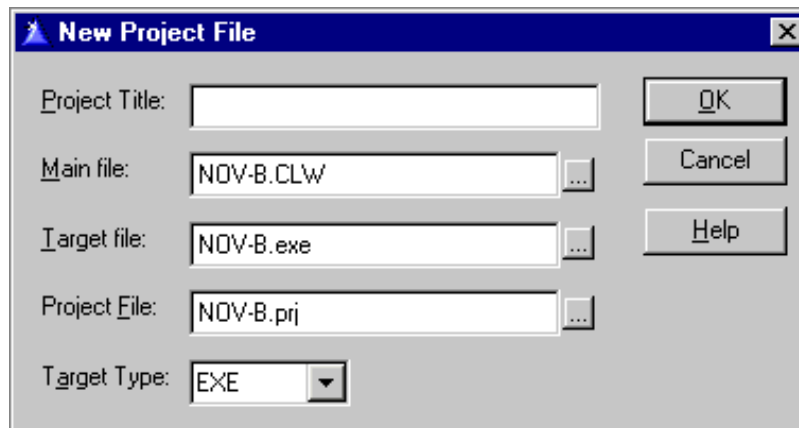 New Project File
Project Title:
OK
Main file: NOV-B.CLW ...
Cancel
Target file: NOV-B.exe ...
Help
Project File: NOV-B.prj ...
Target Type: EXE